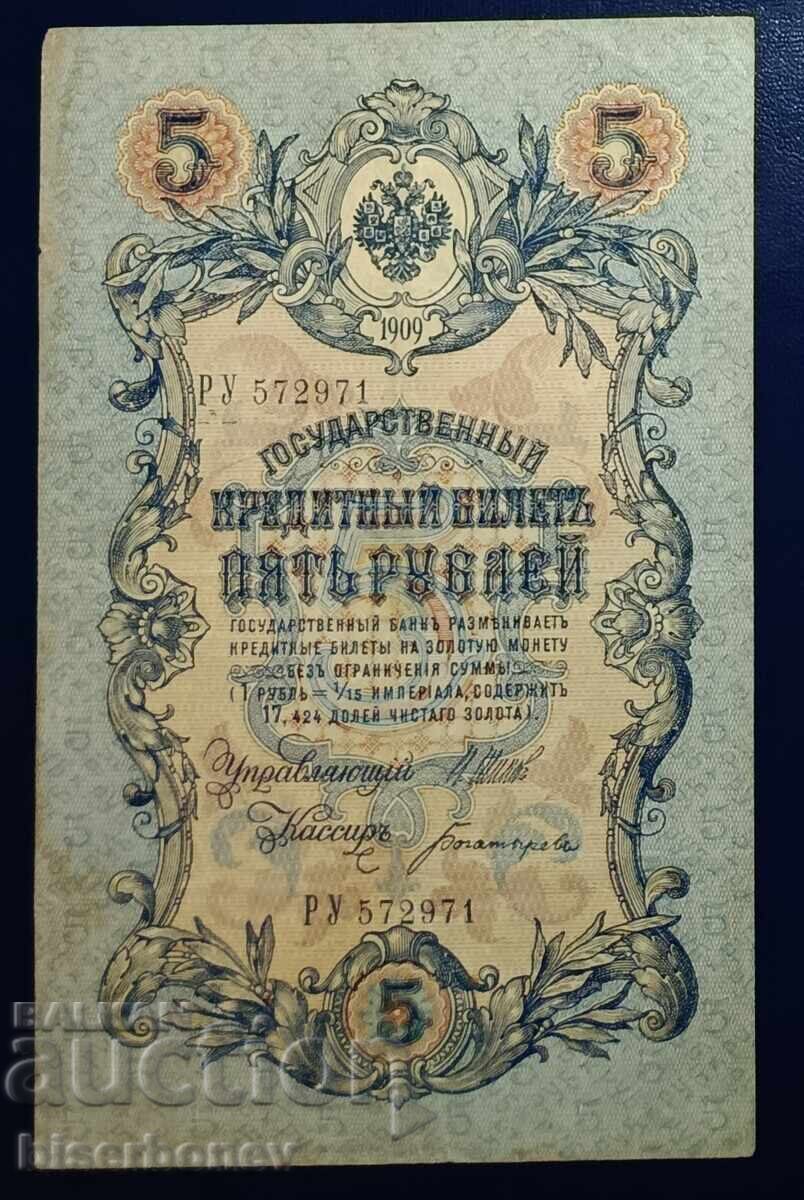 5 5
1909
РУ 572971
ГОСУДАРСТВЕННЫЙ
КРЕДИТНЫЙ БИЛЕТЪ
ПЯТЬ РУБЛЕЙ
ГОСУДАРСТВЕННЫЙ БАНКЪ РАЗМѢНИВАЕТЪ
КРЕДИТНЫЕ БИЛЕТЫ НА ЗОЛОТУЮ МОНЕТУ
БЕЗЪ ОГРАНИЧЕНІЯ СУММЫ
(1 РУБЛЬ = 1/15 ИМПЕРІАЛА, СОДЕРЖИТЪ
17,424 ДОЛЕЙ ЧИСТАГО ЗОЛОТА).
Управляющій
Кассиръ Богатыревъ
РУ 572971
5
BALKAN
auction
biserboney